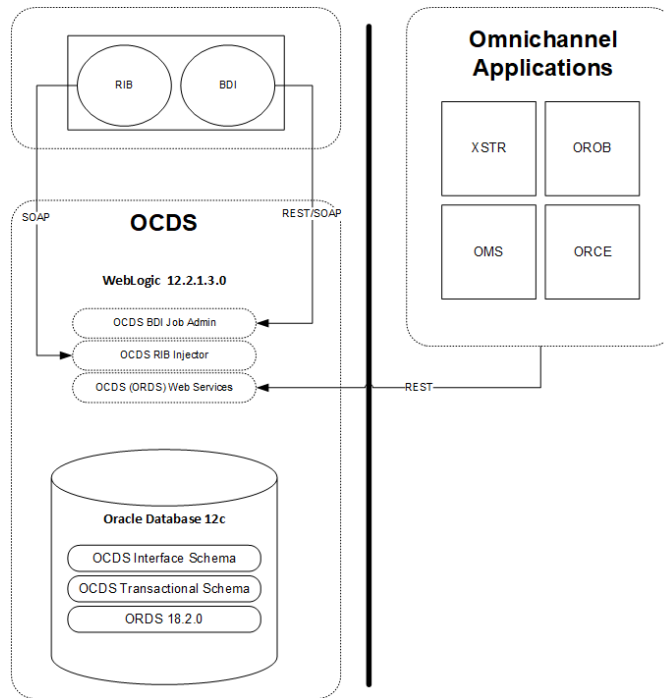 RIB
BDI
SOAP
REST/SOAP
OCDS
WebLogic 12.2.1.3.0
OCDS BDI Job Admin
OCDS RIB Injector
OCDS (ORDS) Web Services
Oracle Database 12c
OCDS Interface Schema
OCDS Transactional Schema
ORDS 18.2.0
Omnichannel
Applications
XSTR
OROB
OMS
ORCE
REST